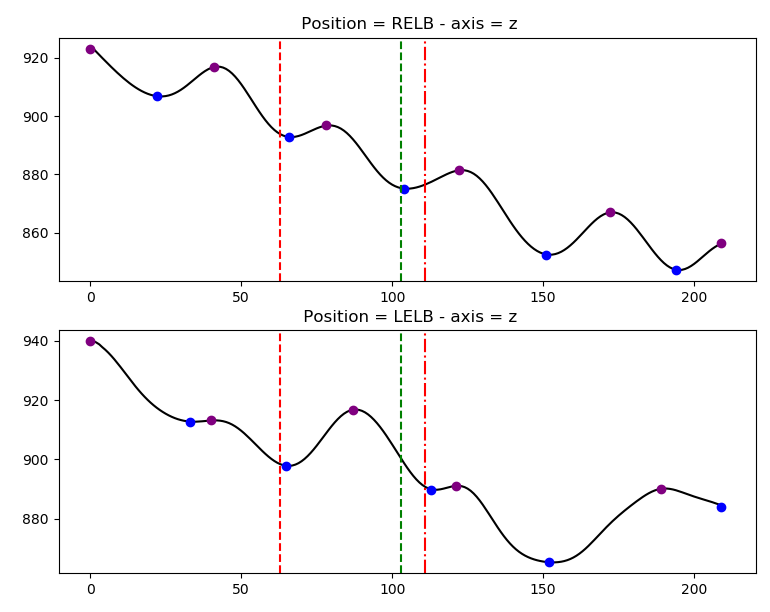 Position = RELB - axis = z
920
900
880
860
0 50 100 150 200
Position = LELB - axis = z
940
920
900
880
0 50 100 150 200